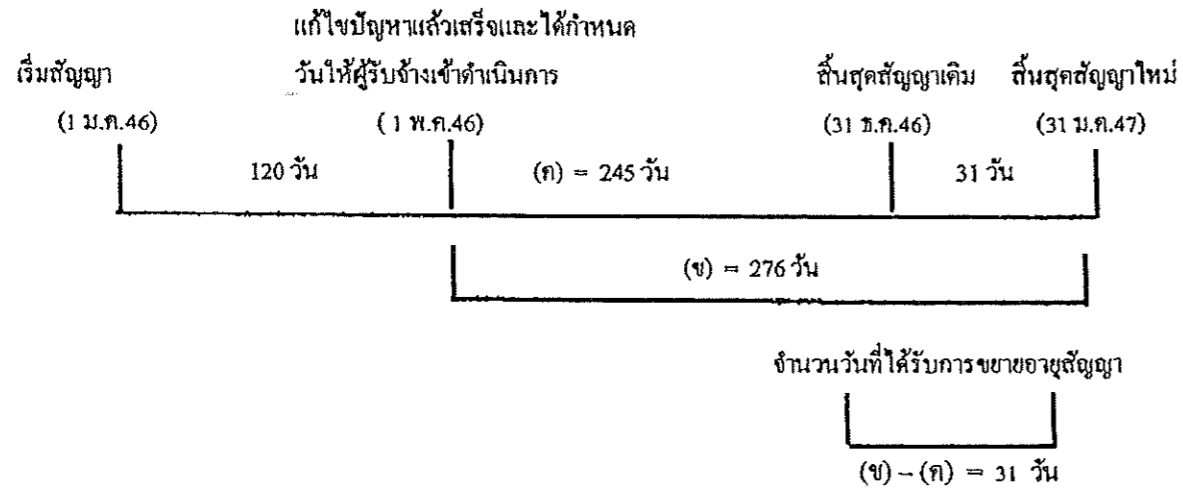 แก้ไขปัญหาแล้วเสร็จและได้กำหนด
เริ่มสัญญา วันให้ผู้รับจ้างเข้าดำเนินการ สิ้นสุดสัญญาเดิม สิ้นสุดสัญญาใหม่
(1 ม.ค.46) ( 1 พ.ค.46) (31 ธ.ค.46) (31 ม.ค.47)
120 วัน (ค) = 245 วัน 31 วัน
(ข) = 276 วัน
จำนวนวันที่ได้รับการขยายอายุสัญญา
(ข) – (ค) = 31 วัน